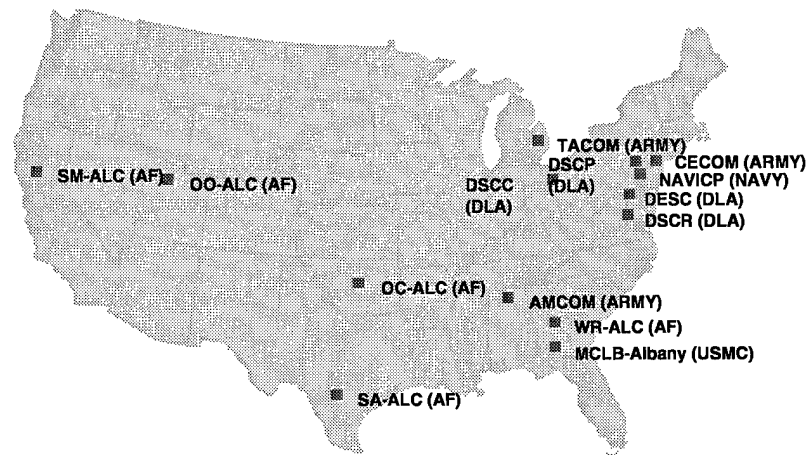 TACOM (ARMY)
SM-ALC (AF)
OO-ALC (AF)
DSCC
(DLA)
DSCP
(DLA)
CECOM (ARMY)
NAVICP (NAVY)
DESC (DLA)
DSCR (DLA)
OC-ALC (AF)
AMCOM (ARMY)
WR-ALC (AF)
MCLB-Albany (USMC)
SA-ALC (AF)